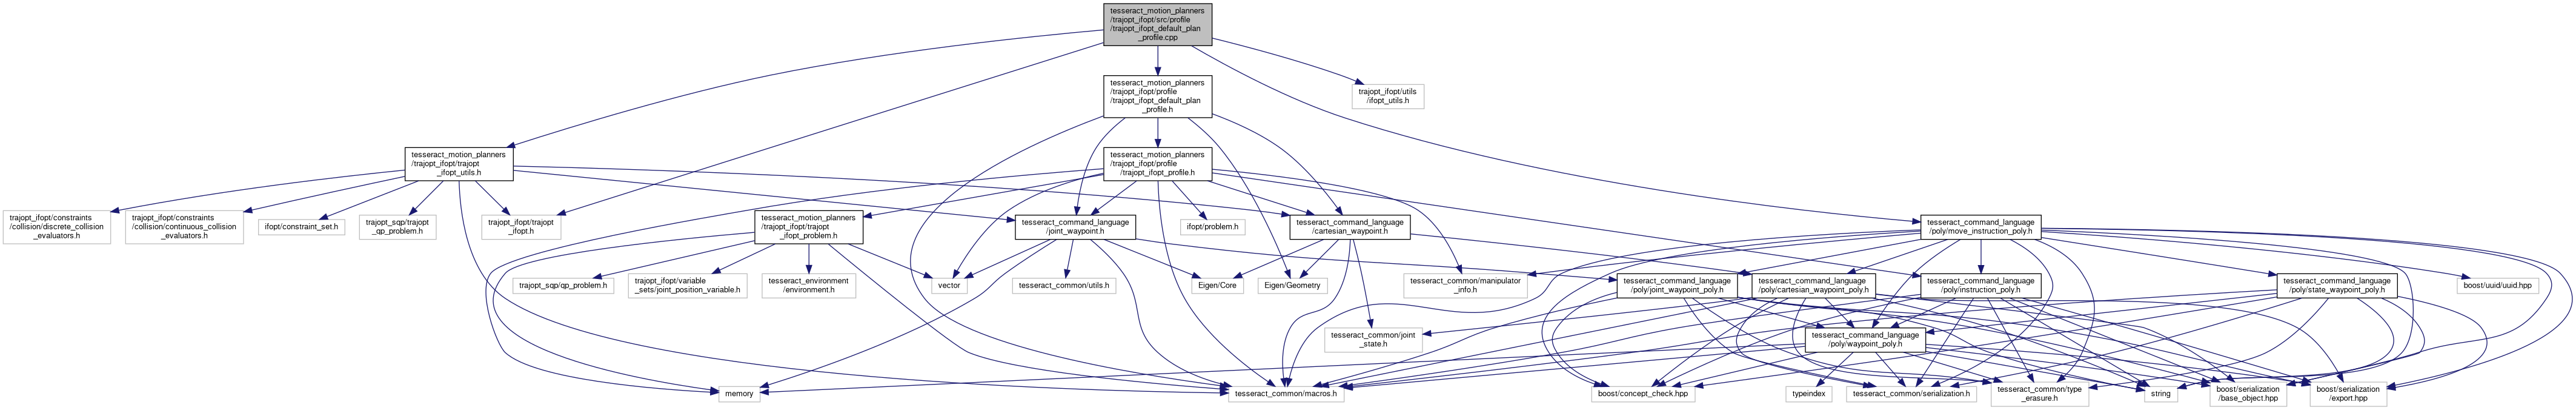 tesseract_motion_planners
/trajopt_ifopt/src/profile
/trajopt_ifopt_default_plan
_profile.cpp
tesseract_motion_planners
/trajopt_ifopt/profile
/trajopt_ifopt_default_plan
_profile.h
trajopt_ifopt/utils
/ifopt_utils.h
tesseract_motion_planners
/trajopt_ifopt/trajopt
_ifopt_utils.h
tesseract_motion_planners
/trajopt_ifopt/profile
/trajopt_ifopt_profile.h
trajopt_ifopt/constraints
/collision/discrete_collision
_evaluators.h
trajopt_ifopt/constraints
/collision/continuous_collision
_evaluators.h
ifopt/constraint_set.h
trajopt_sqp/trajopt
_qp_problem.h
trajopt_ifopt/trajopt
_ifopt.h
tesseract_motion_planners
/trajopt_ifopt/trajopt
_ifopt_problem.h
tesseract_command_language
/joint_waypoint.h
ifopt/problem.h
tesseract_command_language
/cartesian_waypoint.h
tesseract_command_language
/poly/move_instruction_poly.h
trajopt_sqp/qp_problem.h
trajopt_ifopt/variable
_sets/joint_position_variable.h
tesseract_environment
/environment.h
vector
tesseract_common/utils.h
Eigen/Core
Eigen/Geometry
tesseract_common/manipulator
_info.h
tesseract_command_language
/poly/joint_waypoint_poly.h
tesseract_command_language
/poly/cartesian_waypoint_poly.h
tesseract_command_language
/poly/instruction_poly.h
tesseract_command_language
/poly/state_waypoint_poly.h
boost/uuid/uuid.hpp
tesseract_common/joint
_state.h
tesseract_command_language
/poly/waypoint_poly.h
memory
tesseract_common/macros.h
boost/concept_check.hpp
typeindex
tesseract_common/serialization.h
tesseract_common/type
_erasure.h
string
boost/serialization
/base_object.hpp
boost/serialization
/export.hpp